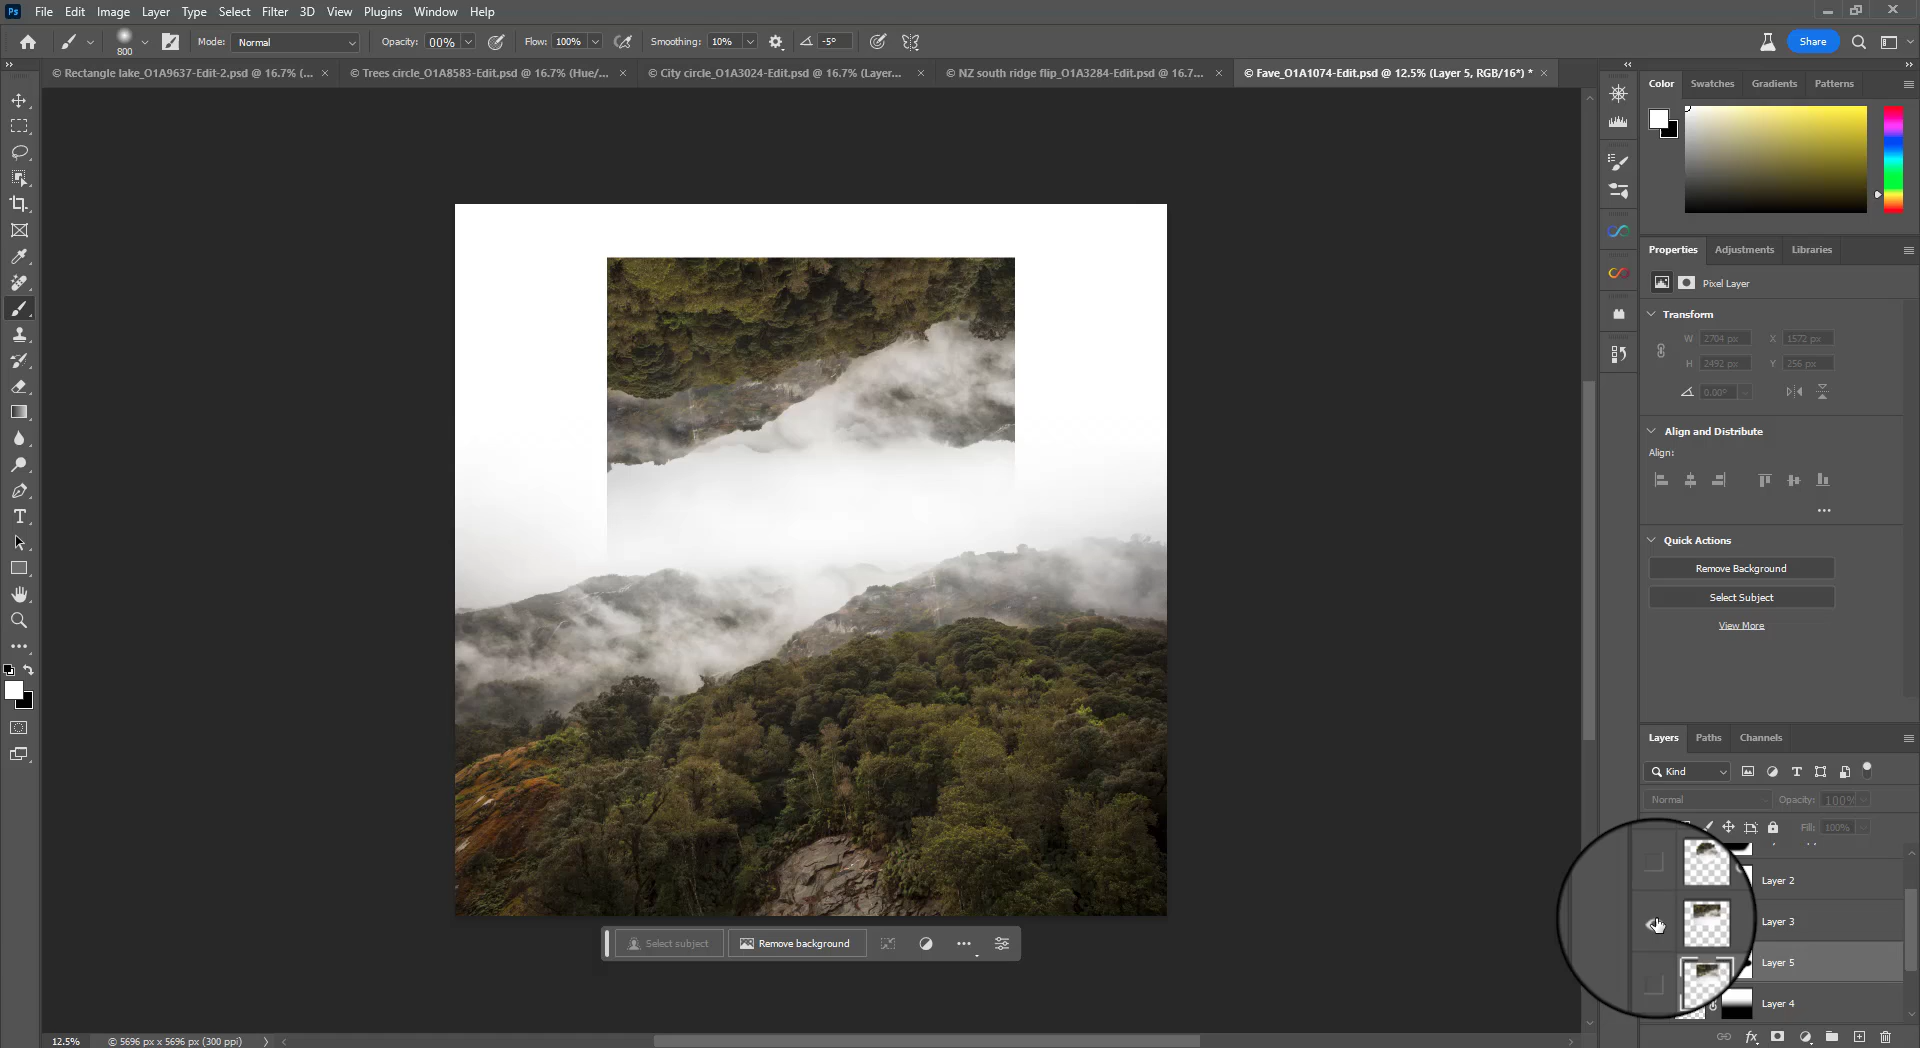 Ps File Edit Image Layer Type Select Filter 3D View Plugins Window Help
800 Mode: Normal Opacity: 00% Flow: 100% Smoothing: 10% -5° Share
© Rectangle lake_O1A9637-Edit-2.psd @ 16.7% (... × © Trees circle_O1A8583-Edit.psd @ 16.7% (Hue/... × © City circle_O1A3024-Edit.psd @ 16.7% (Layer... × © NZ south ridge flip_O1A3284-Edit.psd @ 16.7... × © Fave_O1A1074-Edit.psd @ 12.5% (Layer 5, RGB/16*) * ×
Color Swatches Gradients Patterns
Properties Adjustments Libraries
Pixel Layer
Transform
W 2704 px X 1572 px
H 2492 px Y 256 px
0.00°
Align and Distribute
Align:
Quick Actions
Remove Background
Select Subject
View More
Layers Paths Channels
Kind
Normal Opacity: 100%
Fill: 100%
Layer 2
Layer 3
Layer 5
Layer 4
Select subject Remove background
12.5% © 5696 px x 5696 px (300 ppi)